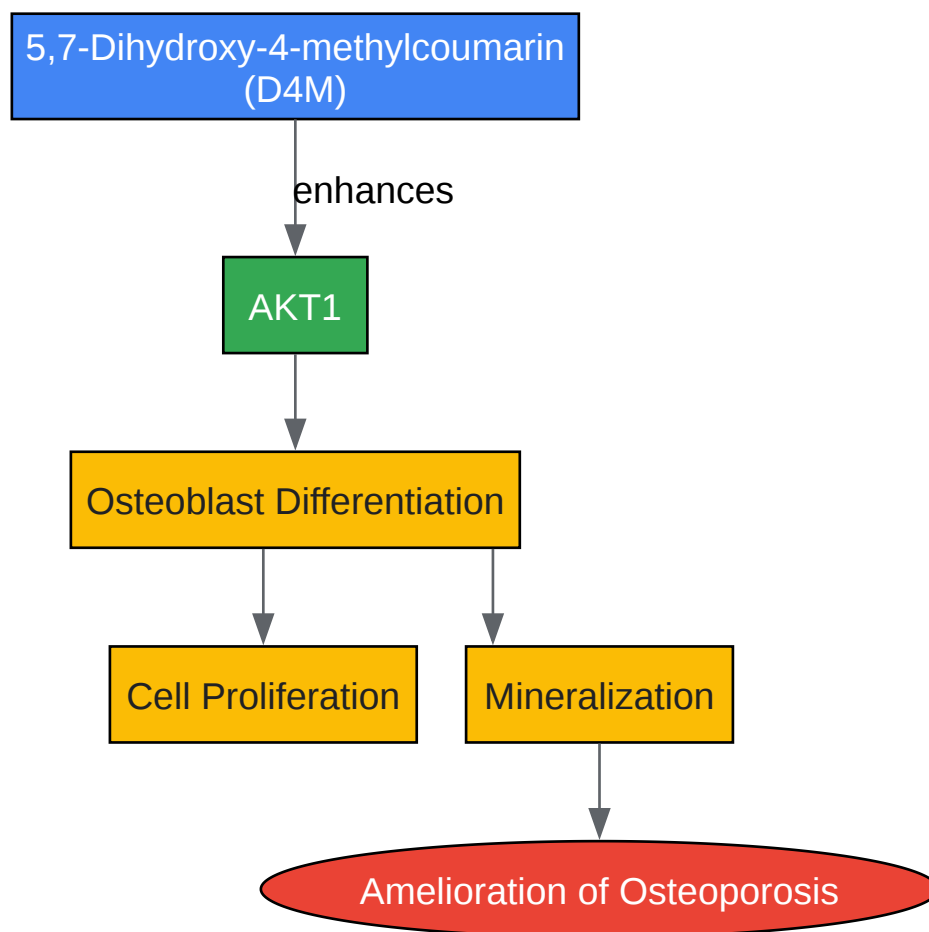 5,7-Dihydroxy-4-methylcoumarin
(D4M)
enhances
AKT1
Osteoblast Differentiation
Cell Proliferation
Mineralization
Amelioration of Osteoporosis